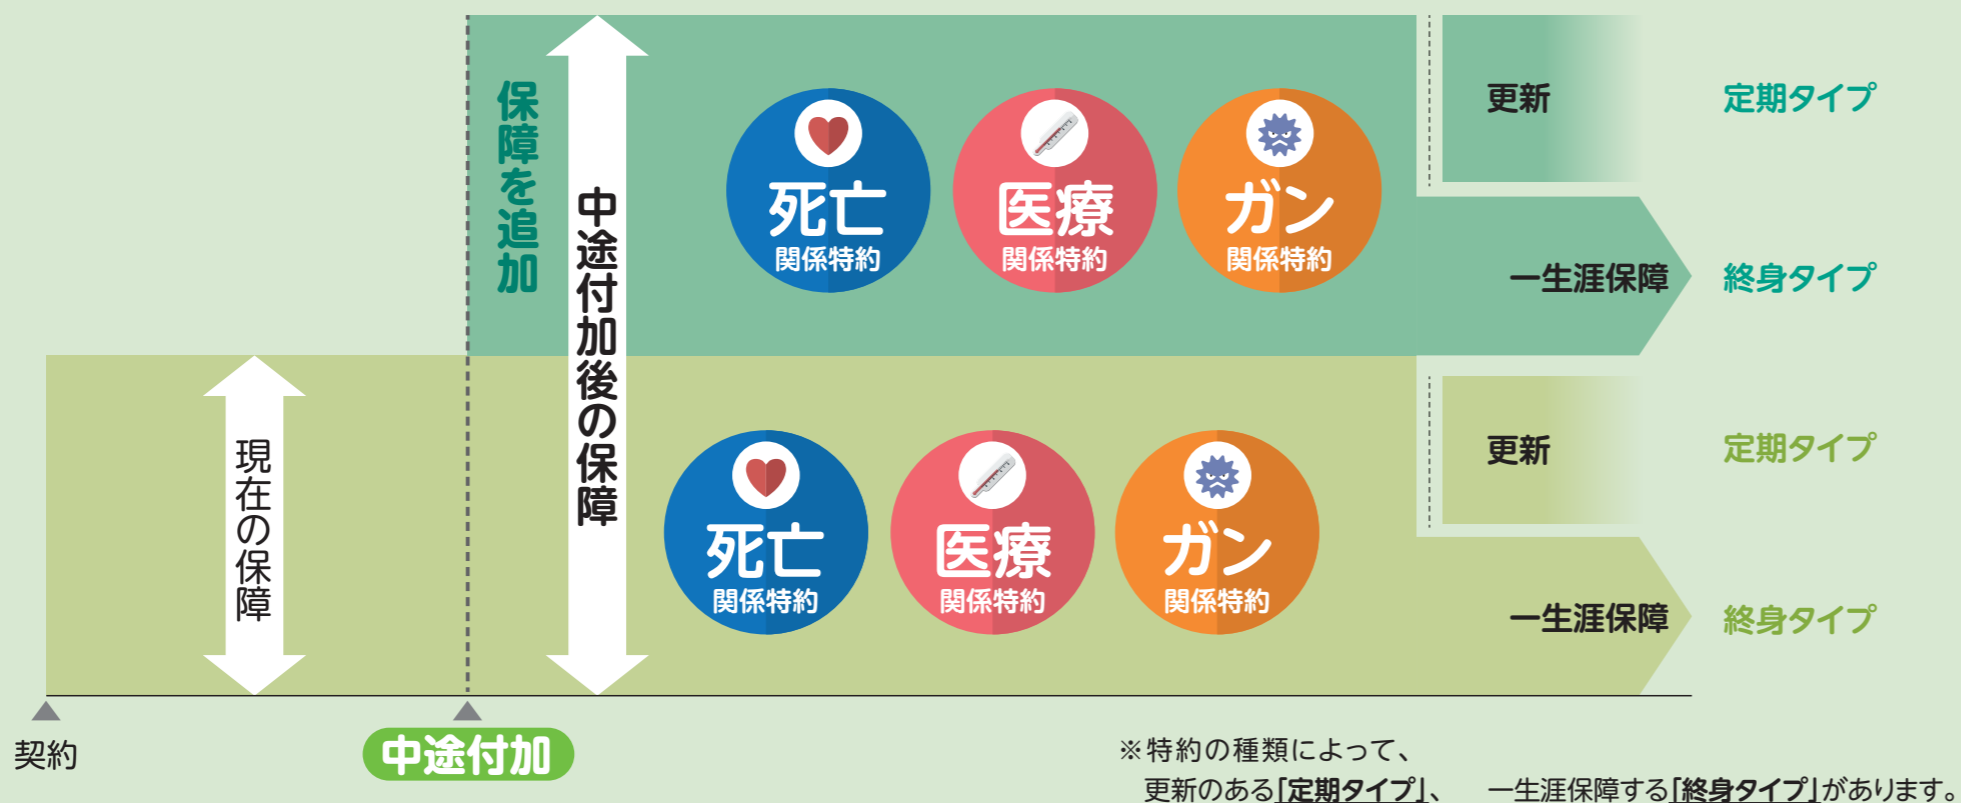 保障を追加
中途付加後の保障
死亡
関係特約
医療
関係特約
ガン
関係特約
更新
定期タイプ
一生涯保障
終身タイプ
現在の保障
死亡
関係特約
医療
関係特約
ガン
関係特約
更新
定期タイプ
一生涯保障
終身タイプ
契約
中途付加
※特約の種類によって、
更新のある「定期タイプ」、 一生涯保障する「終身タイプ」があります。